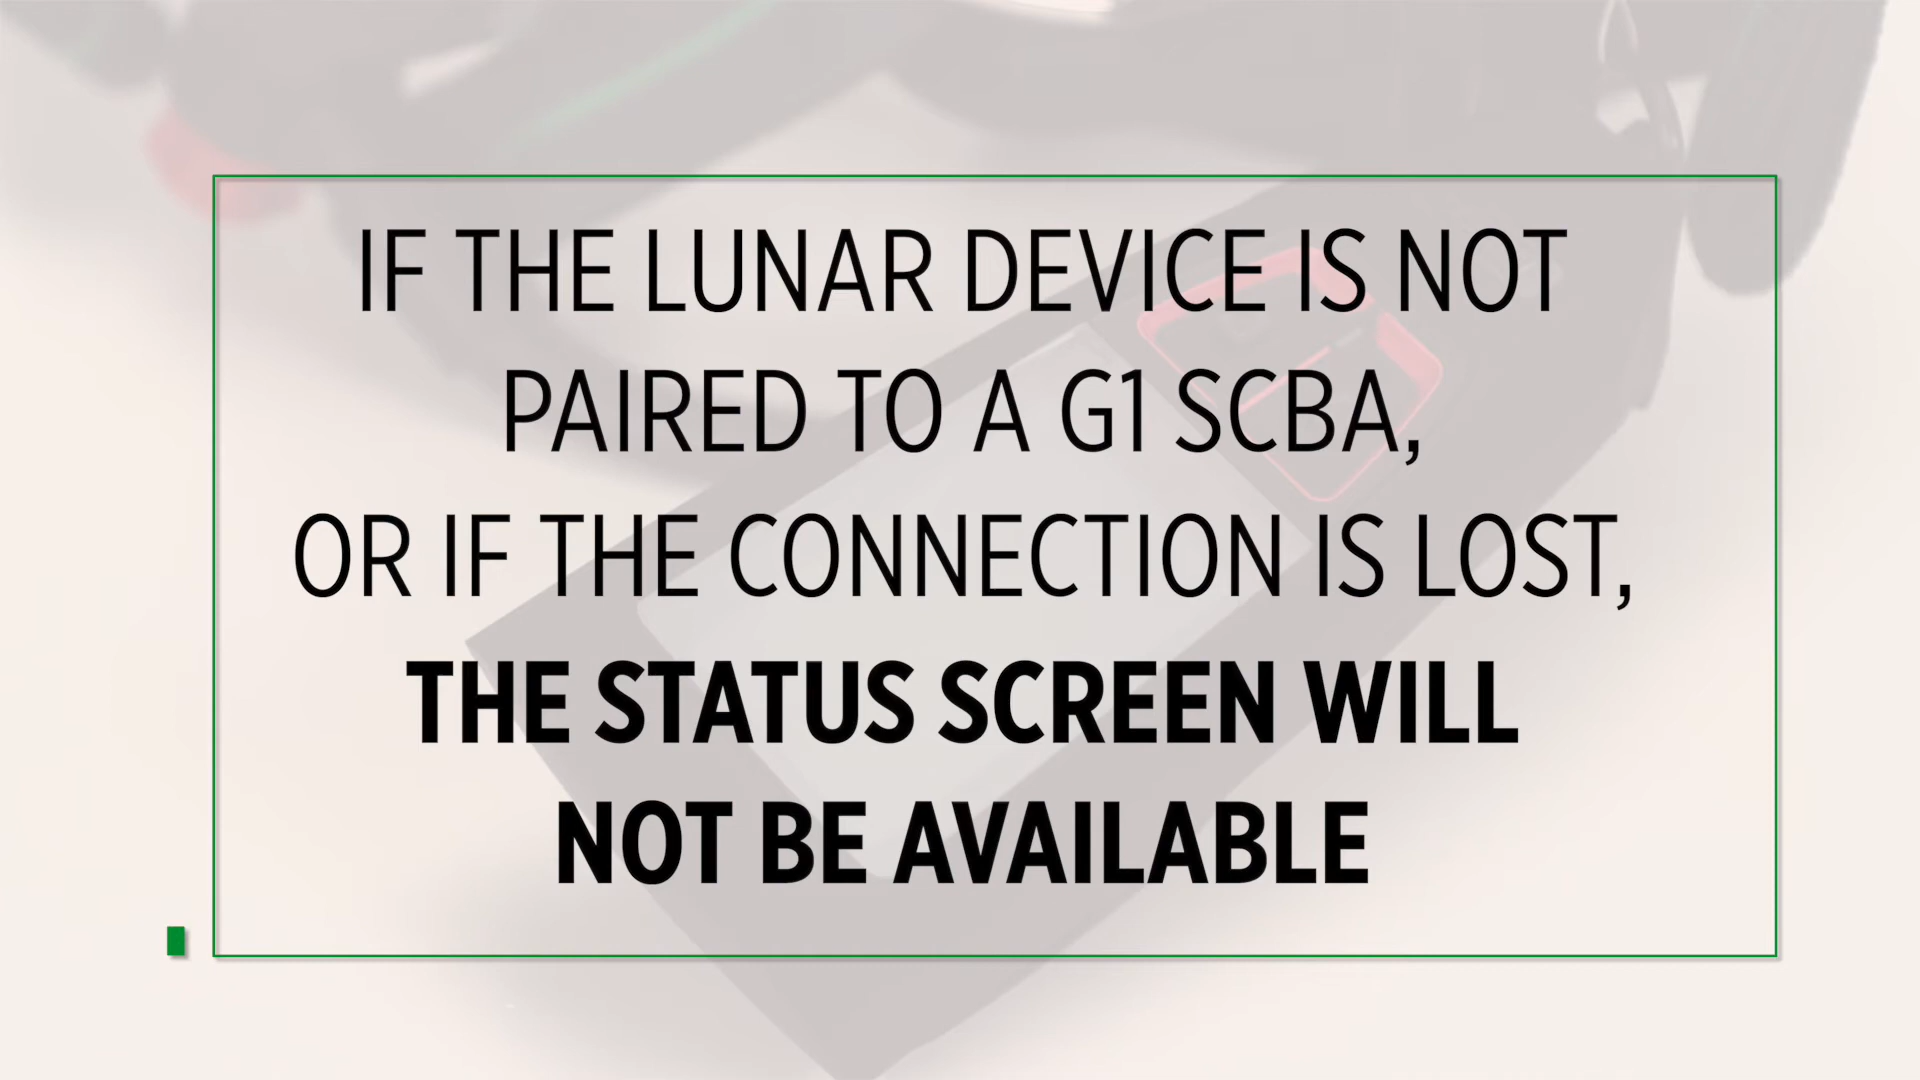 IF THE LUNAR DEVICE IS NOT
PAIRED TO A G1 SCBA,
OR IF THE CONNECTION IS LOST,
THE STATUS SCREEN WILL
NOT BE AVAILABLE